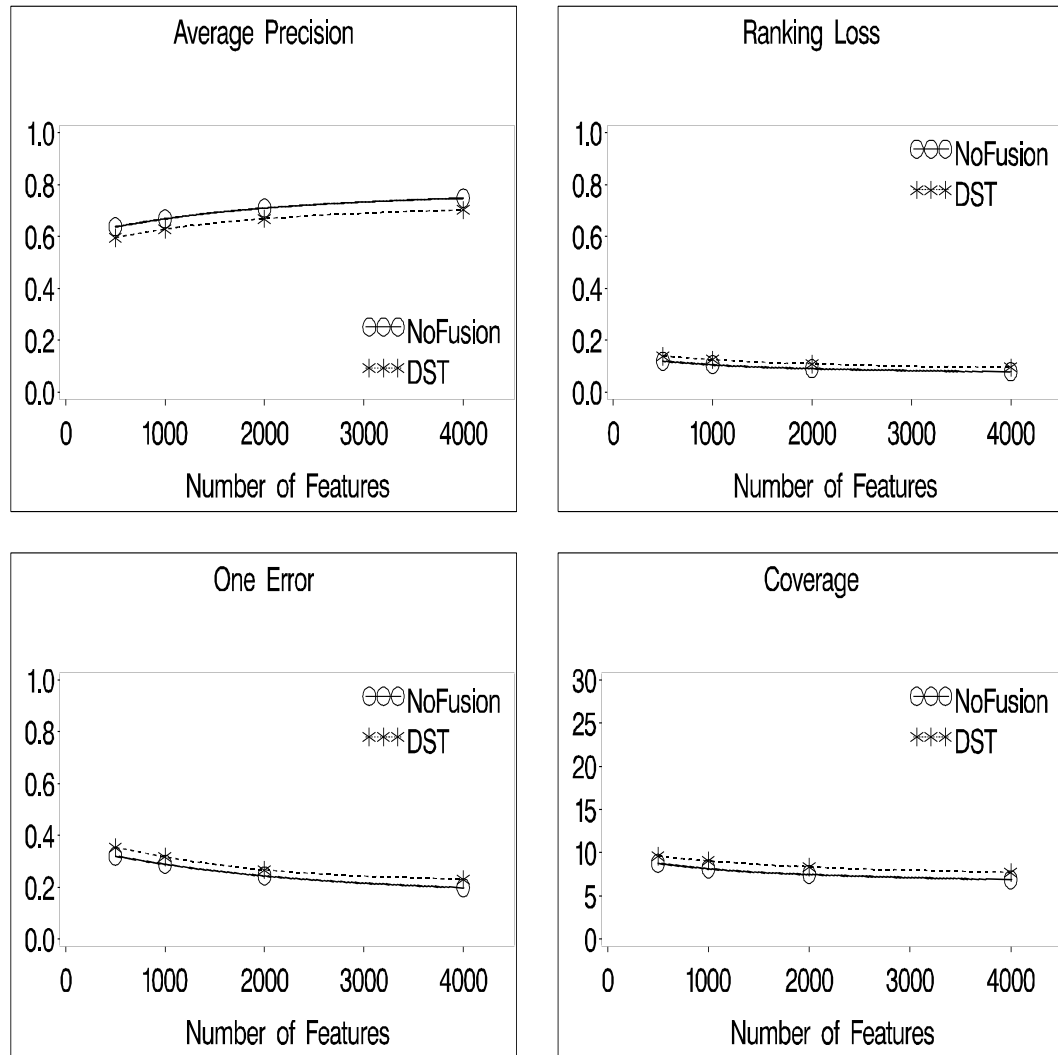 Average Precision
1.0
0.8
0.6
0.4
0.2
0.0
NoFusion
DST
0 1000 2000 3000 4000
Number of Features
Ranking Loss
1.0
0.8
0.6
0.4
0.2
0.0
NoFusion
DST
0 1000 2000 3000 4000
Number of Features
One Error
1.0
0.8
0.6
0.4
0.2
0.0
NoFusion
DST
0 1000 2000 3000 4000
Number of Features
Coverage
30
25
20
15
10
5
0
NoFusion
DST
0 1000 2000 3000 4000
Number of Features